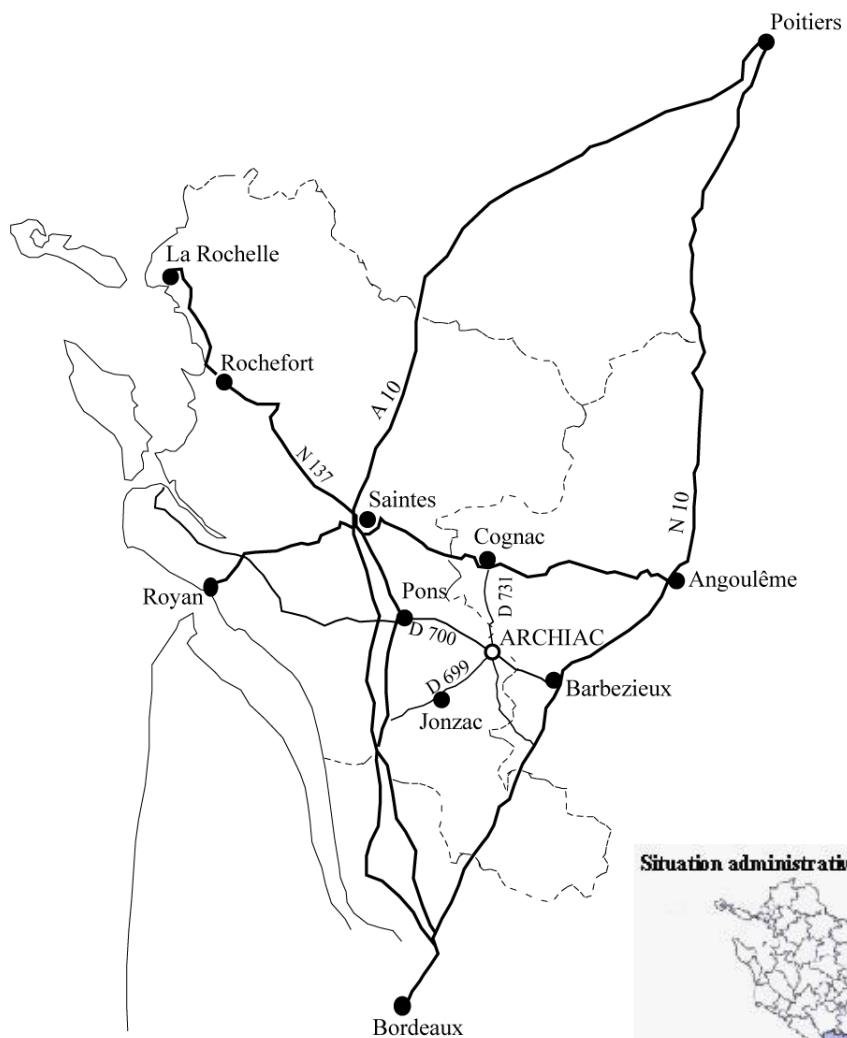 Poitiers
La Rochelle
Rochefort
A 10
N 137
Saintes
N 10
Cognac
Angoulême
Royan
Pons
D 731
D 700
ARCHIAC
D 699
Barbezieux
Jonzac
Situation administrati
Bordeaux